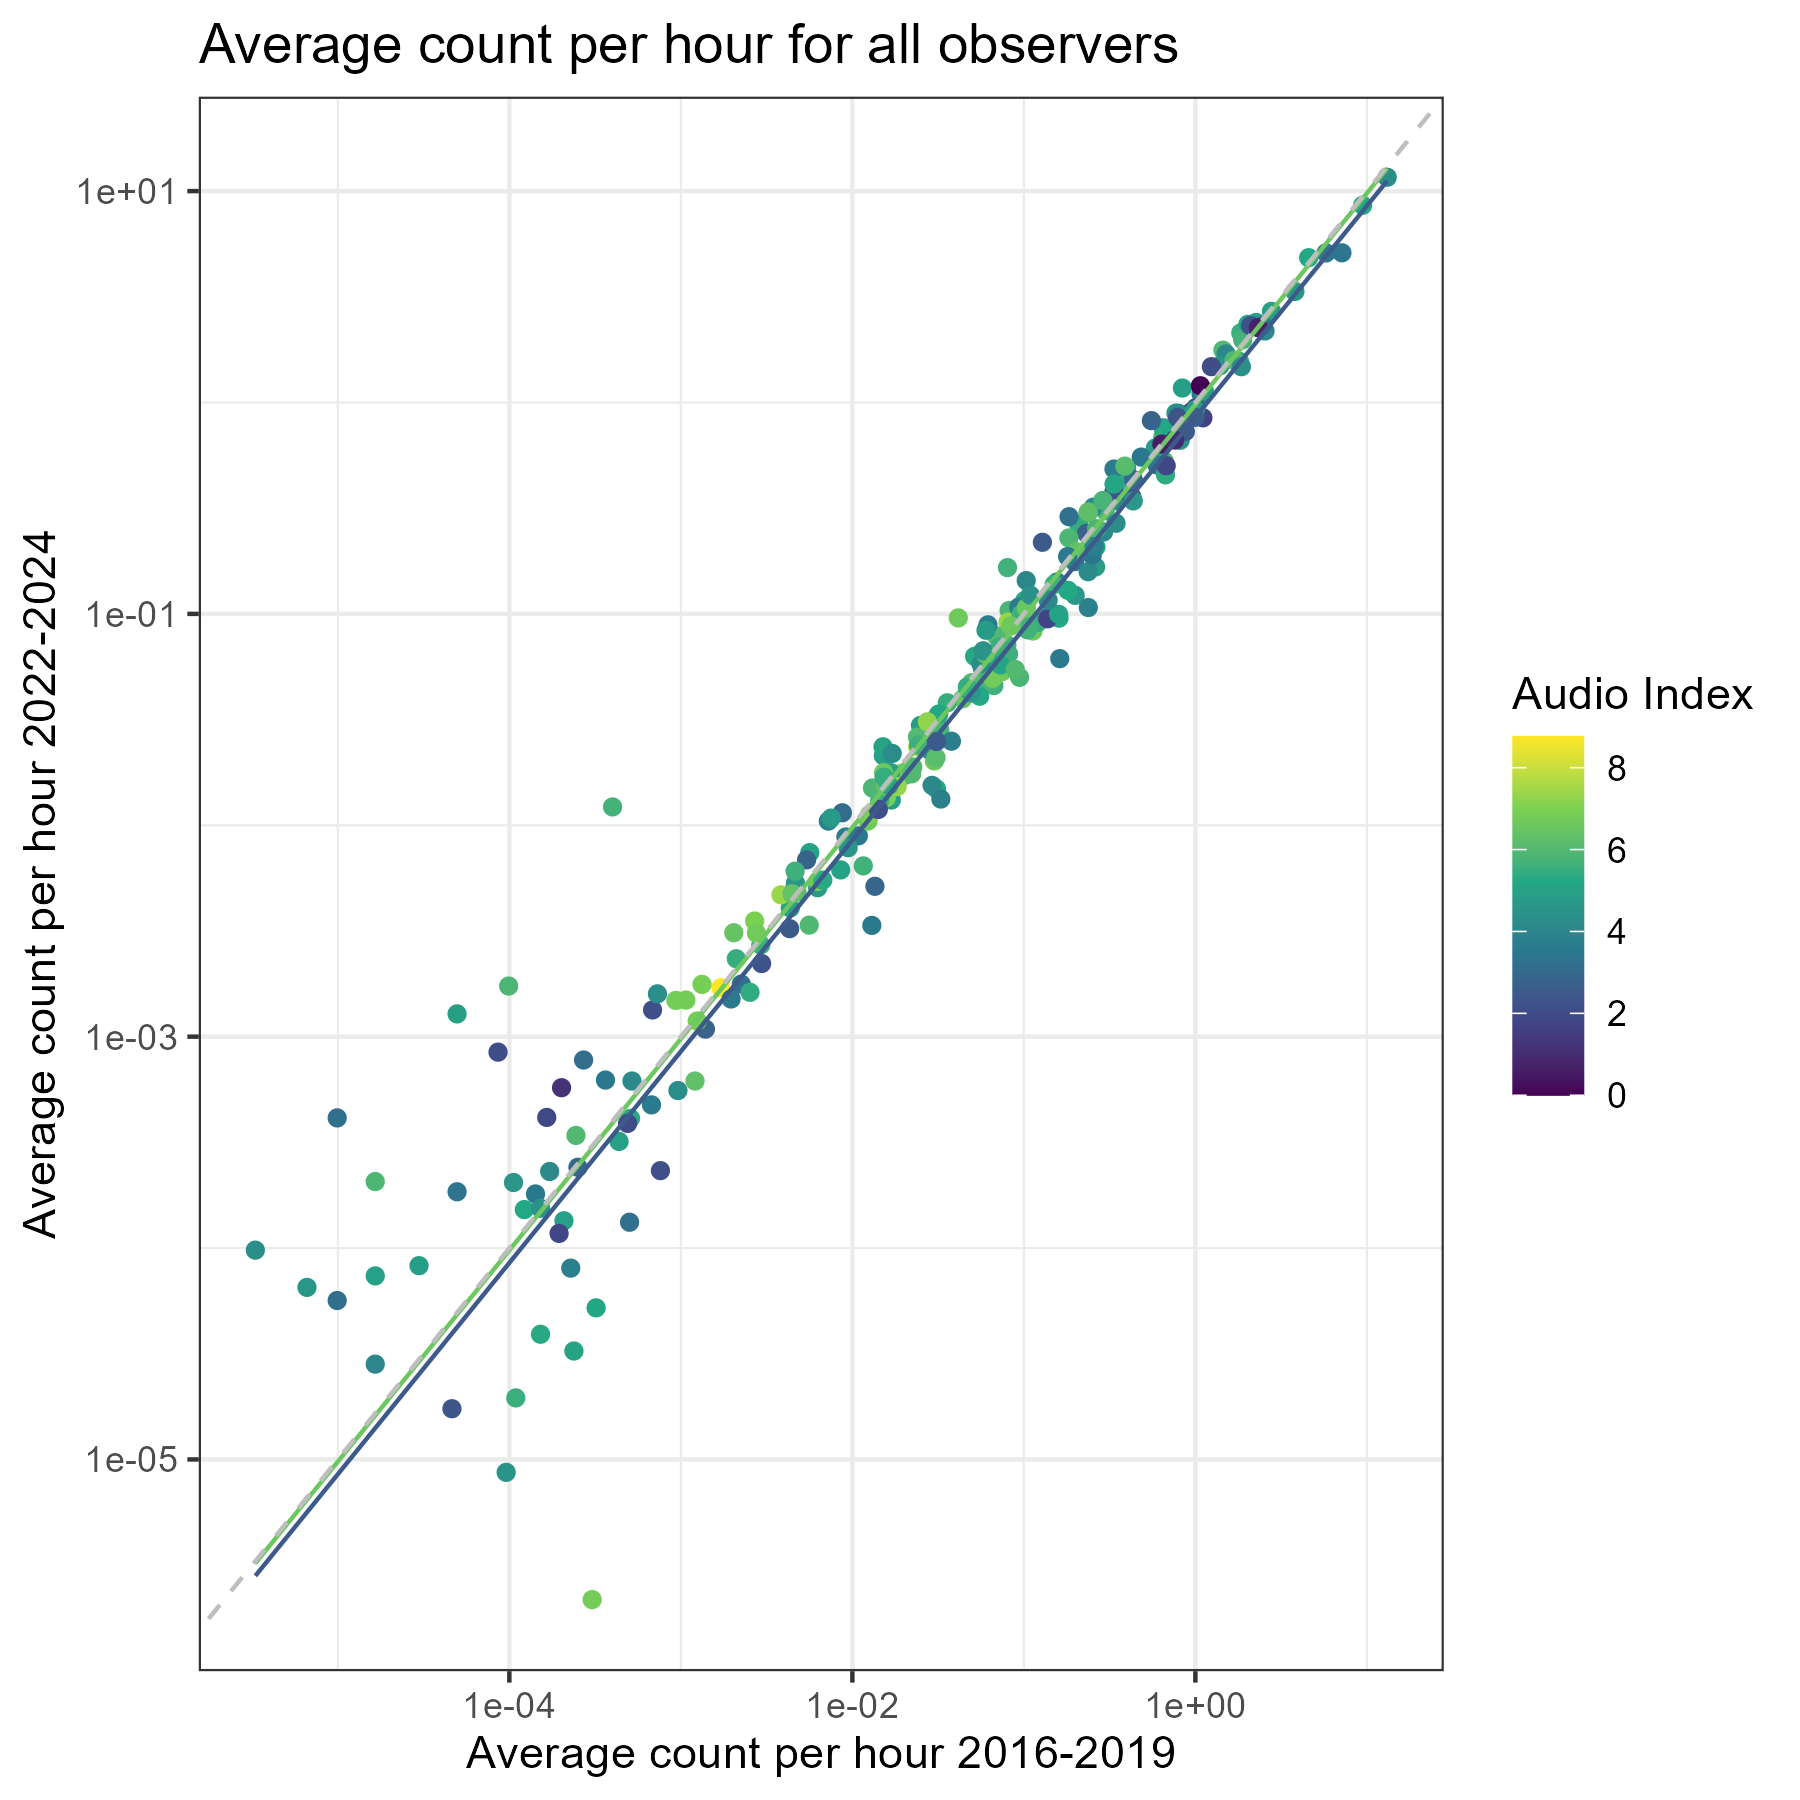 Average count per hour for all observers
1e+01
1e-01
1e-03
1e-05
Average count per hour 2022-2024
1e-04
1e-02
1e+00
Average count per hour 2016-2019
Audio Index
8
6
4
2
0